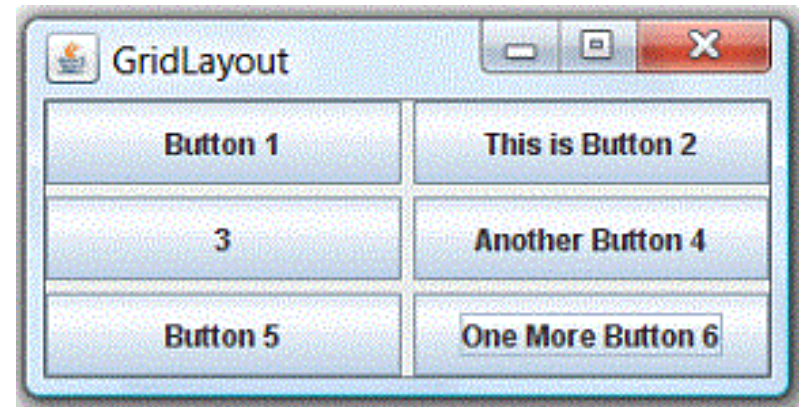 GridLayout
Button 1
This is Button 2
3
Another Button 4
Button 5
One More Button 6